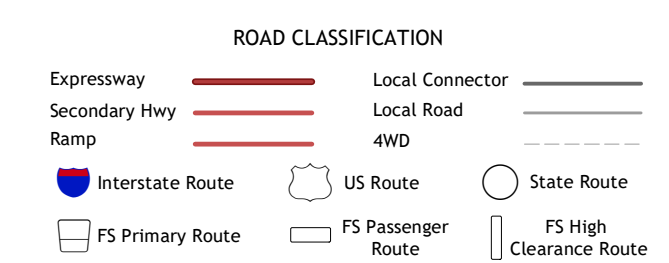 ROAD CLASSIFICATION
Expressway
Local Connector
Secondary Hwy
Local Road
Ramp
4WD
Interstate Route
US Route
State Route
FS Primary Route
FS Passenger
Route
FS High
Clearance Route